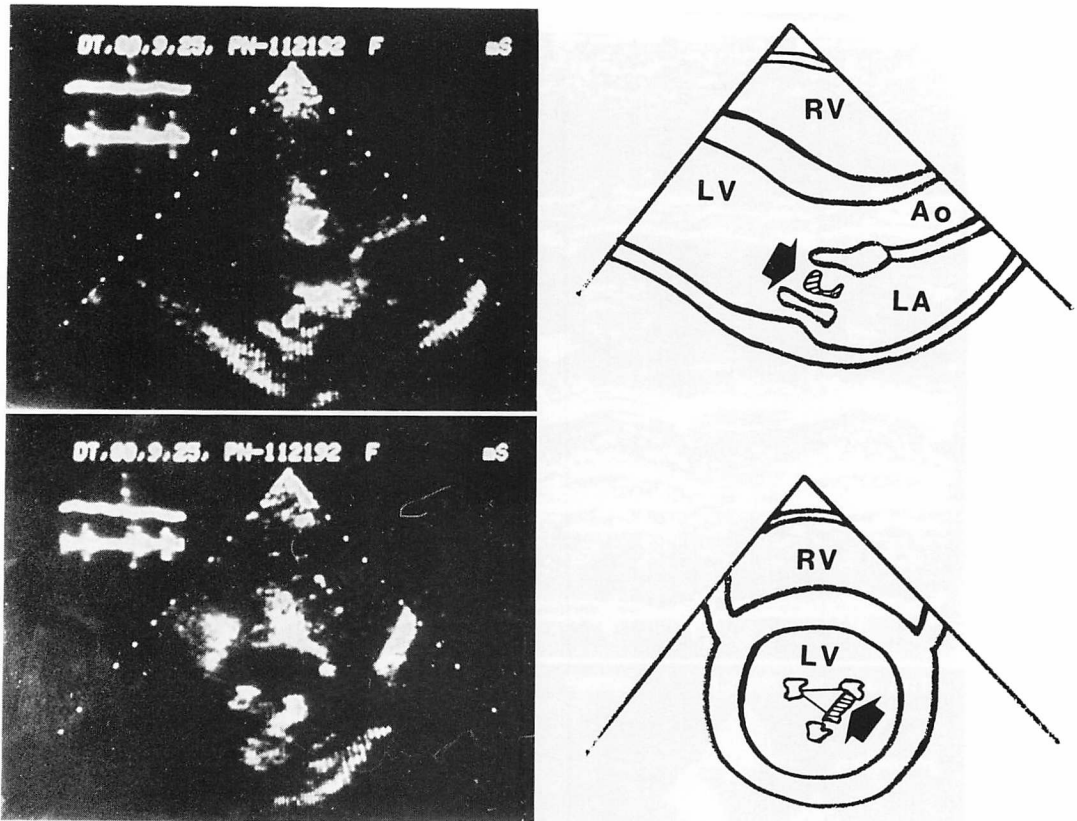 DT,80,9,25, PN-112192 F mS
RV
LV
Ao
LA
DT,80,9,25, PN-112192 F mS
RV
LV